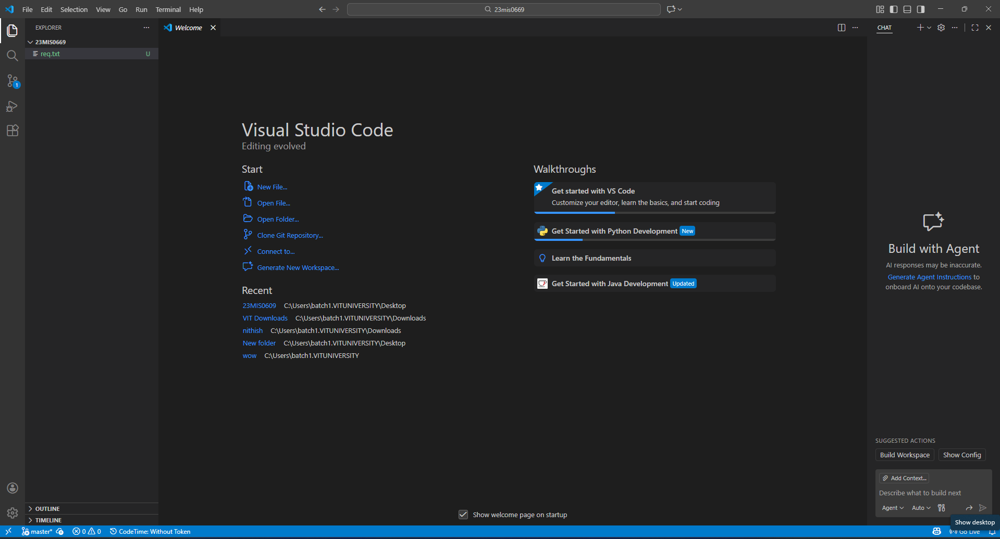 File Edit Selection View Go Run Terminal Help
23mis0669
EXPLORER
Welcome
CHAT
23MIS0669
req.txt U
1
Visual Studio Code
Editing evolved
Start
New File...
Open File...
Open Folder...
Clone Git Repository...
Connect to...
Generate New Workspace...
Recent
23MIS0609 C:\Users\batch1.VITUNIVERSITY\Desktop
VIT Downloads C:\Users\batch1.VITUNIVERSITY\Downloads
nithish C:\Users\batch1.VITUNIVERSITY\Downloads
New folder C:\Users\batch1.VITUNIVERSITY\Desktop
wow C:\Users\batch1.VITUNIVERSITY
Walkthroughs
Get started with VS Code
Customize your editor, learn the basics, and start coding
Get Started with Python Development New
Learn the Fundamentals
Get Started with Java Development Updated
Build with Agent
AI responses may be inaccurate.
Generate Agent Instructions to
onboard AI onto your codebase.
SUGGESTED ACTIONS
Build Workspace Show Config
Add Context...
Describe what to build next
Agent Auto
OUTLINE
TIMELINE
Show welcome page on startup
Show desktop
master* 0 0 CodeTime: Without Token
Go Live